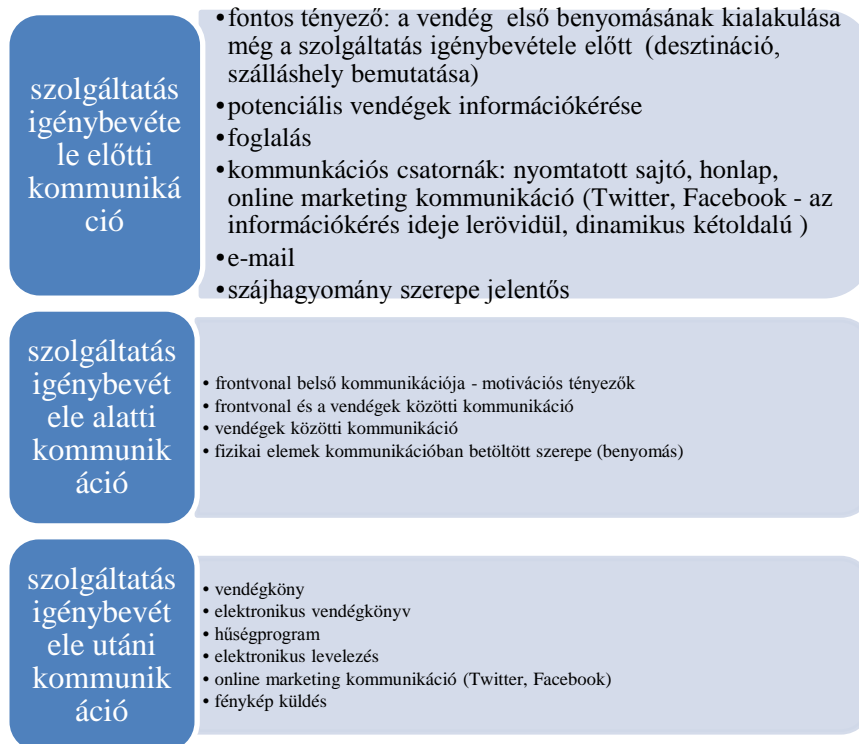 szolgáltatás
igénybevéte
le előtti
kommuniká
ció
•fontos tényező: a vendég első benyomásának kialakulása
még a szolgáltatás igénybevétele előtt (desztináció,
szálláshely bemutatása)
•potenciális vendégek információkérése
•foglalás
•kommunkációs csatornák: nyomtatott sajtó, honlap,
online marketing kommunikáció (Twitter, Facebook - az
információkérés ideje lerövidül, dinamikus kétoldalú )
•e-mail
•szájhagyomány szerepe jelentős
szolgáltatás
igénybevét
ele alatti
kommunik
áció
• frontvonal belső kommunikációja - motivációs tényezők
• frontvonal és a vendégek közötti kommunikáció
• vendégek közötti kommunikáció
• fizikai elemek kommunikációban betöltött szerepe (benyomás)
szolgáltatás
igénybevét
ele utáni
kommunik
áció
• vendégköny
• elektronikus vendégkönyv
• hűségprogram
• elektronikus levelezés
• online marketing kommunikáció (Twitter, Facebook)
• fénykép küldés